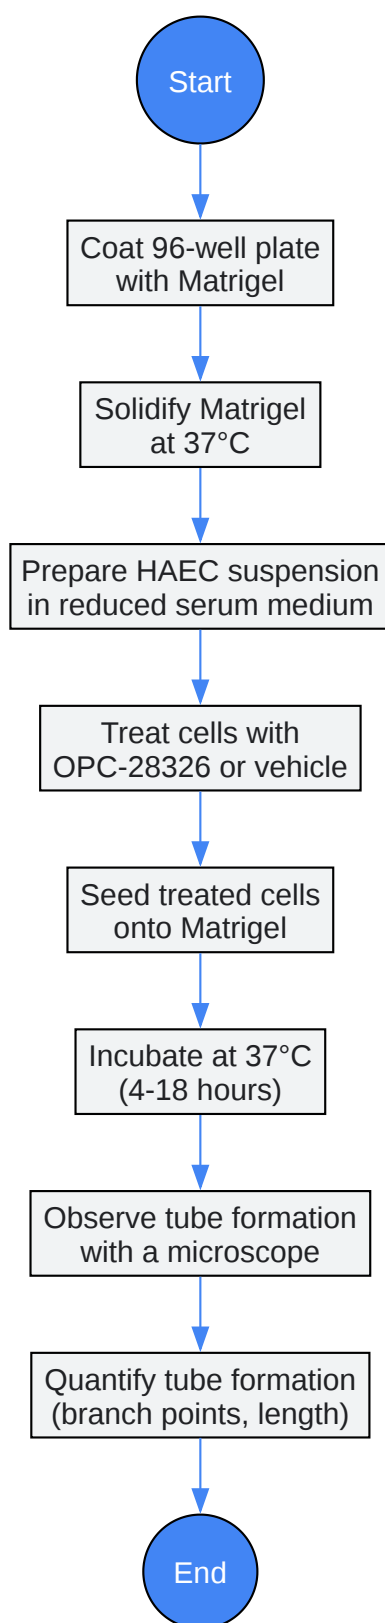 Start
Coat 96-well plate
with Matrigel
Solidify Matrigel
at 37°C
Prepare HAEC suspension
in reduced serum medium
Treat cells with
OPC-28326 or vehicle
Seed treated cells
onto Matrigel
Incubate at 37°C
(4-18 hours)
Observe tube formation
with a microscope
Quantify tube formation
(branch points, length)
End